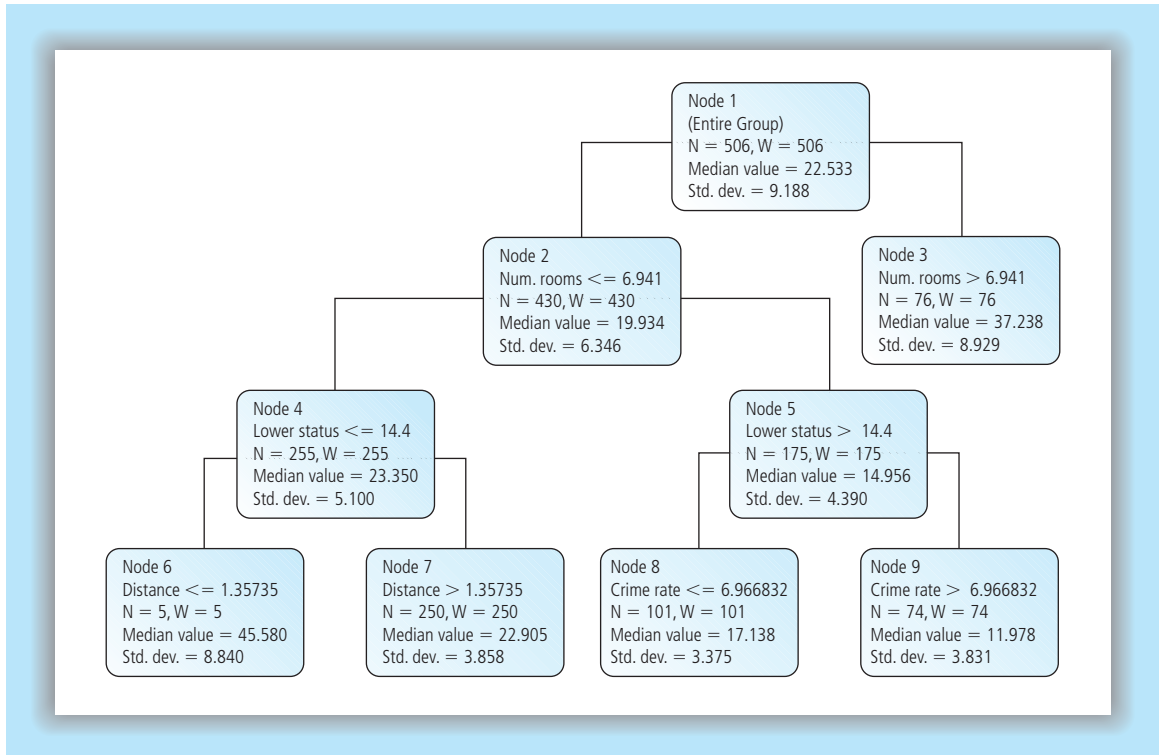 Node 1
(Entire Group)
N = 506, W = 506
Median value = 22.533
Std. dev. = 9.188
Node 2
Num. rooms <= 6.941
N = 430, W = 430
Median value = 19.934
Std. dev. = 6.346
Node 3
Num. rooms > 6.941
N = 76, W = 76
Median value = 37.238
Std. dev. = 8.929
Node 4
Lower status <= 14.4
N = 255, W = 255
Median value = 23.350
Std. dev. = 5.100
Node 5
Lower status > 14.4
N = 175, W = 175
Median value = 14.956
Std. dev. = 4.390
Node 6
Distance <= 1.35735
N = 5, W = 5
Median value = 45.580
Std. dev. = 8.840
Node 7
Distance > 1.35735
N = 250, W = 250
Median value = 22.905
Std. dev. = 3.858
Node 8
Crime rate <= 6.966832
N = 101, W = 101
Median value = 17.138
Std. dev. = 3.375
Node 9
Crime rate > 6.966832
N = 74, W = 74
Median value = 11.978
Std. dev. = 3.831